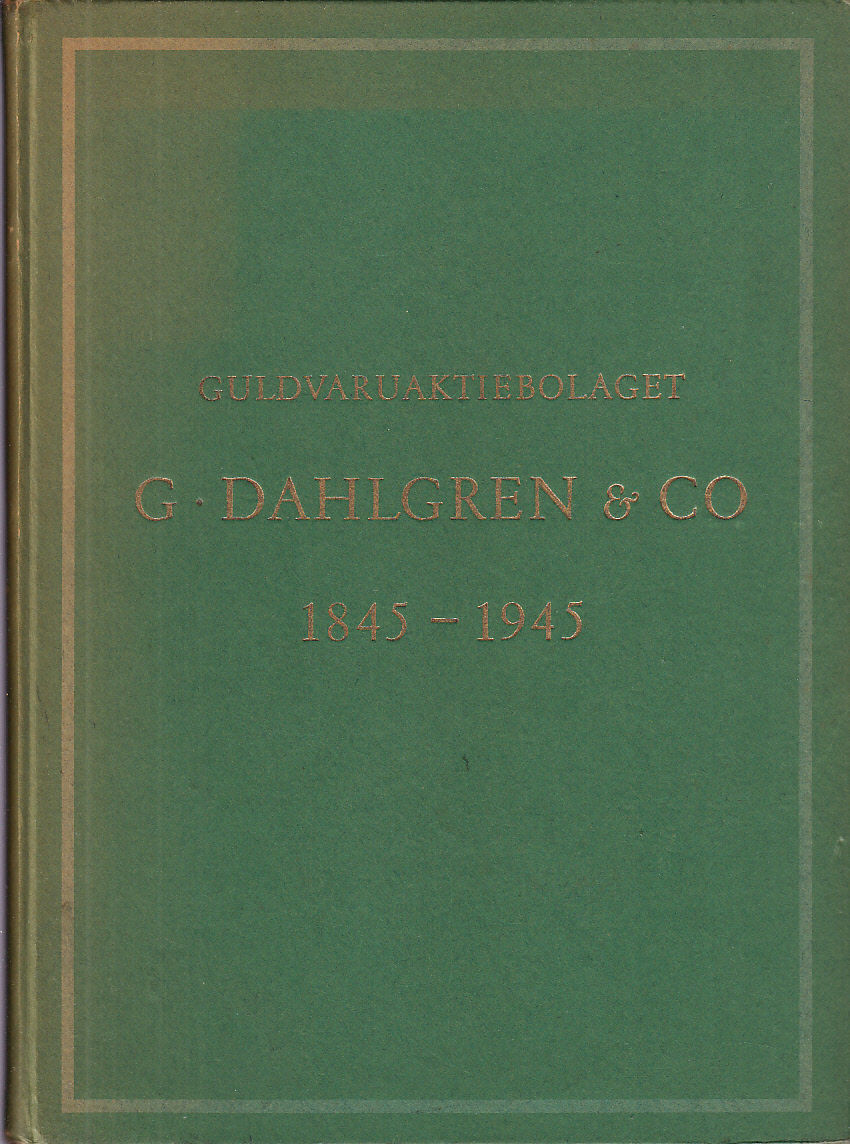 GULDVARUAKTIEBOLAGET
G · DAHLGREN & CO
1845 – 1945